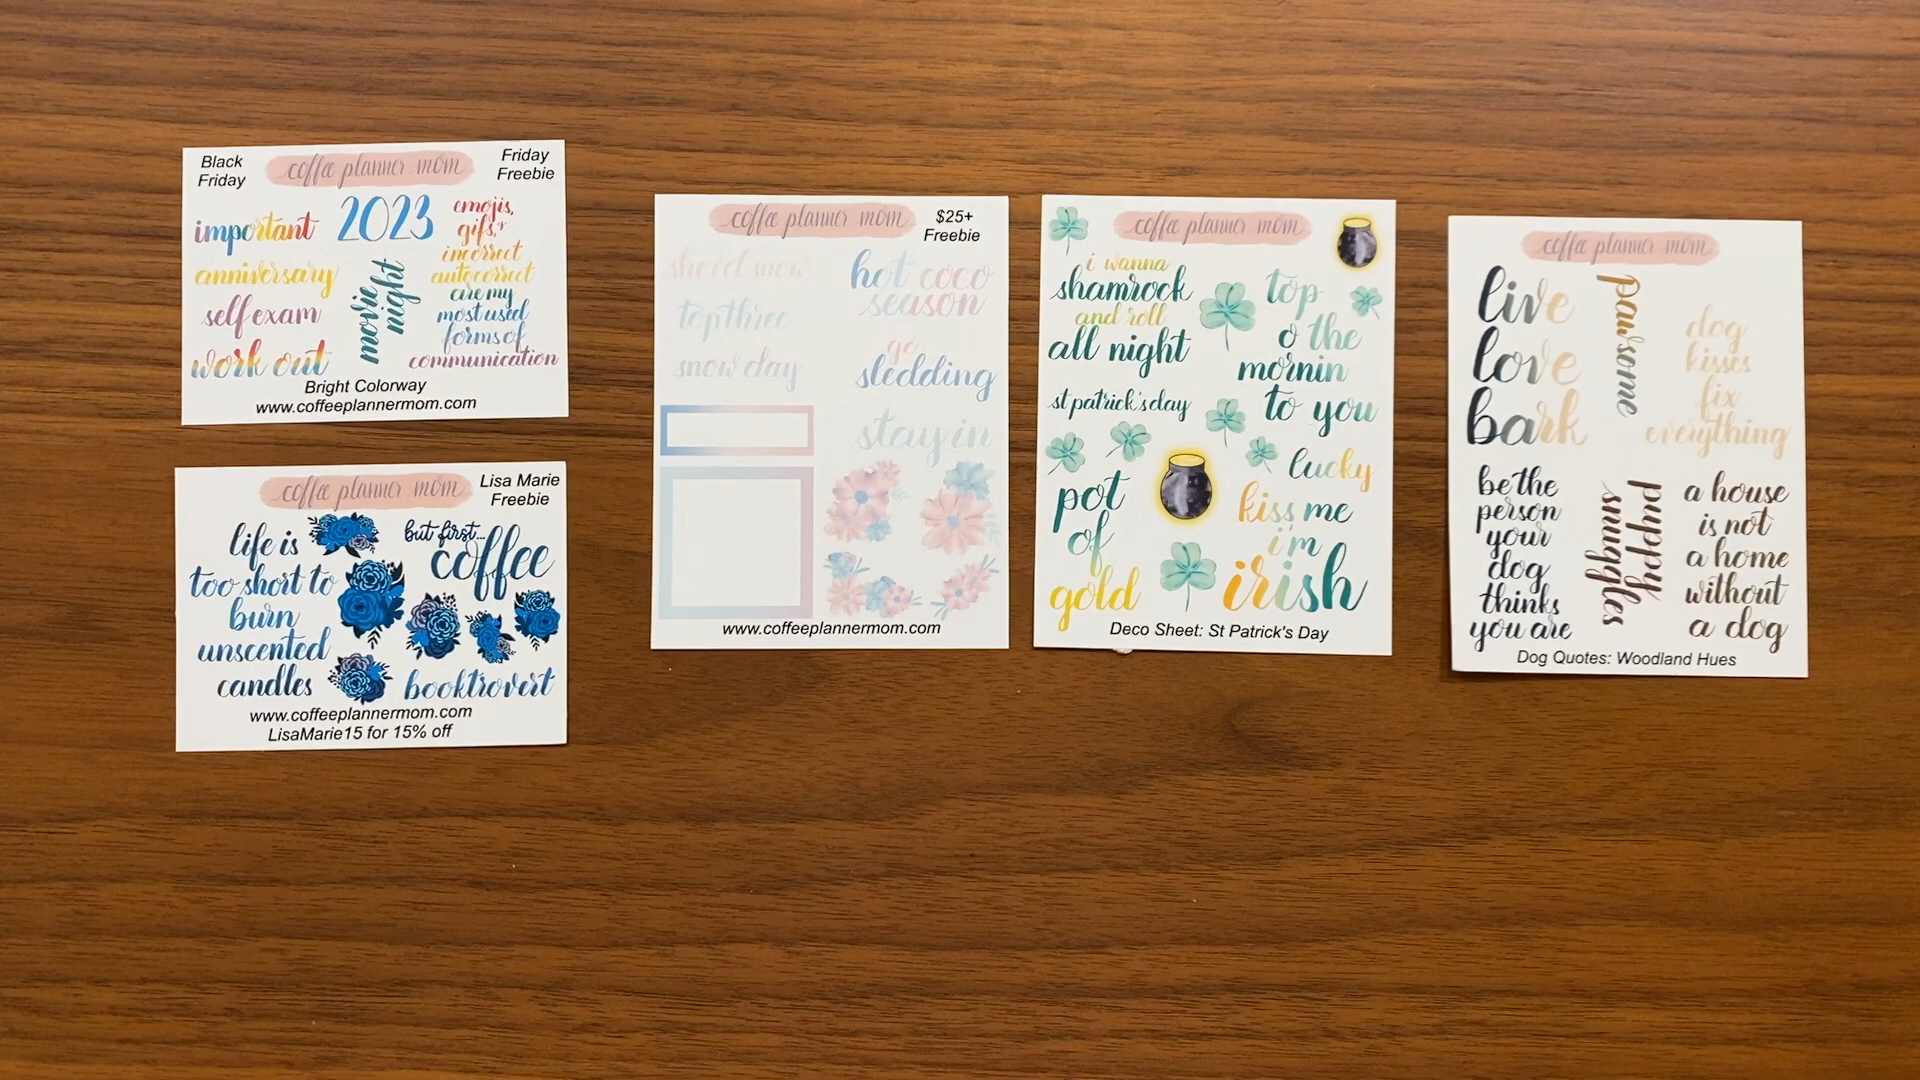 Black
Friday
coffee planner mom
Friday
Freebie
important
anniversary
self exam
work out
2023
movie
night
emojis,
gifs, +
incorrect
autocorrect
are my
most used
forms of
communication
Bright Colorway
www.coffeeplannermom.com
coffee planner mom
Lisa Marie
Freebie
life is
too short to
burn
unscented
candles
but first...
coffee
booktrovert
www.coffeeplannermom.com
LisaMarie15 for 15% off
coffee planner mom
$25+
Freebie
shovel snow
top three
snow day
hot coco
season
go
sledding
stay in
www.coffeeplannermom.com
coffee planner mom
i wanna
shamrock
and roll
all night
st patrick's day
pot
of
gold
top
o the
mornin
to you
lucky
kiss me
i'm
irish
Deco Sheet: St Patrick's Day
coffee planner mom
live
love
bark
pawsome
dog
kisses
fix
everything
be the
person
your
dog
thinks
you are
puppy
snuggles
a house
is not
a home
without
a dog
Dog Quotes: Woodland Hues